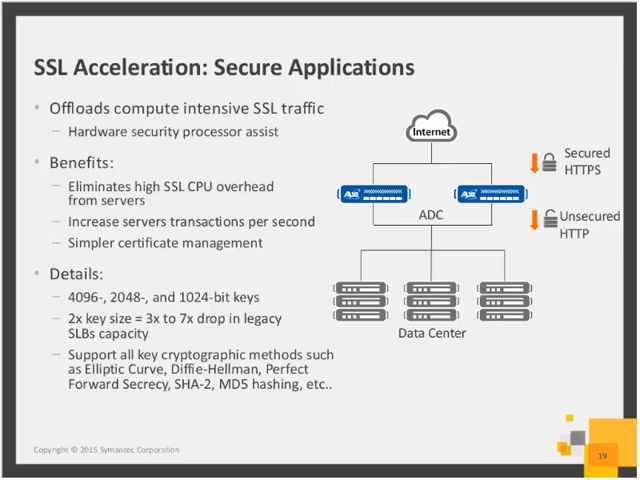 SSL Acceleration: Secure Applications
• Offloads compute intensive SSL traffic
– Hardware security processor assist
• Benefits:
– Eliminates high SSL CPU overhead
from servers
– Increase servers transactions per second
– Simpler certificate management
• Details:
– 4096-, 2048-, and 1024-bit keys
– 2x key size = 3x to 7x drop in legacy
SLBs capacity
– Support all key cryptographic methods such
as Elliptic Curve, Diffie-Hellman, Perfect
Forward Secrecy, SHA-2, MD5 hashing, etc..
Internet
Secured
HTTPS
A10
A10
ADC
Unsecured
HTTP
Data Center
Copyright © 2015 Symantec Corporation
19